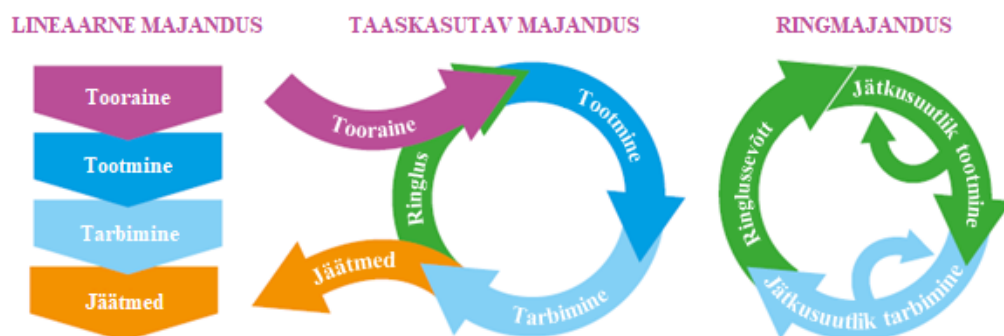 LINEAARNE MAJANDUS
Tooraine
Tootmine
Tarbimine
Jäätmed
TAASKASUTAV MAJANDUS
Tooraine
Tootmine
Tarbimine
Jäätmed
Ringlus
RINGMAJANDUS
Jätkusuutlik tootmine
Jätkusuutlik tarbimine
Ringlussevõtt